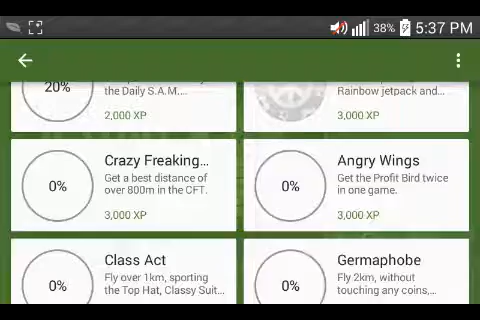 38% 5:37 PM
20%
the Daily S.A.M....
2,000 XP
Rainbow jetpack and...
3,000 XP
0%
Crazy Freaking...
Get a best distance of
over 800m in the CFT.
3,000 XP
0%
Angry Wings
Get the Profit Bird twice
in one game.
3,000 XP
0%
Class Act
Fly over 1km, sporting
the Top Hat, Classy Suit...
0%
Germaphobe
Fly 2km, without
touching any coins,...